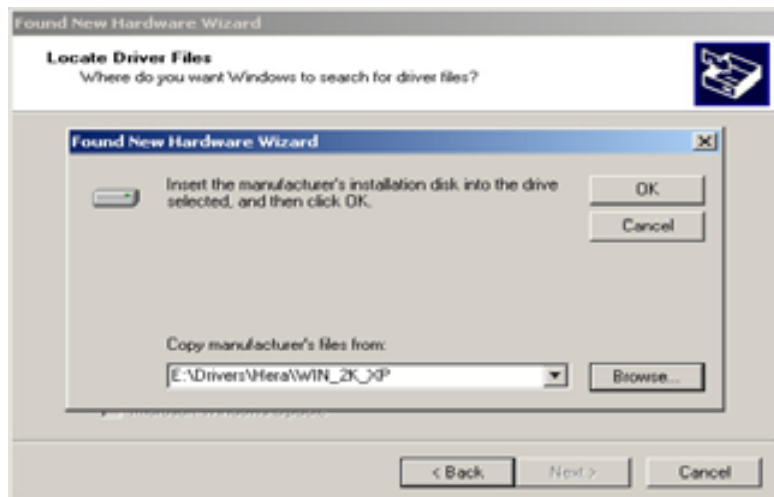 Found New Hardware Wizard
Locate Driver Files
Where do you want Windows to search for driver files?
Found New Hardware Wizard
Insert the manufacturer's installation disk into the drive
selected, and then click OK.
OK
Cancel
Copy manufacturer's files from:
E:\Drivers\Hera\WIN_2K_XP
Browse...
< Back
Next >
Cancel